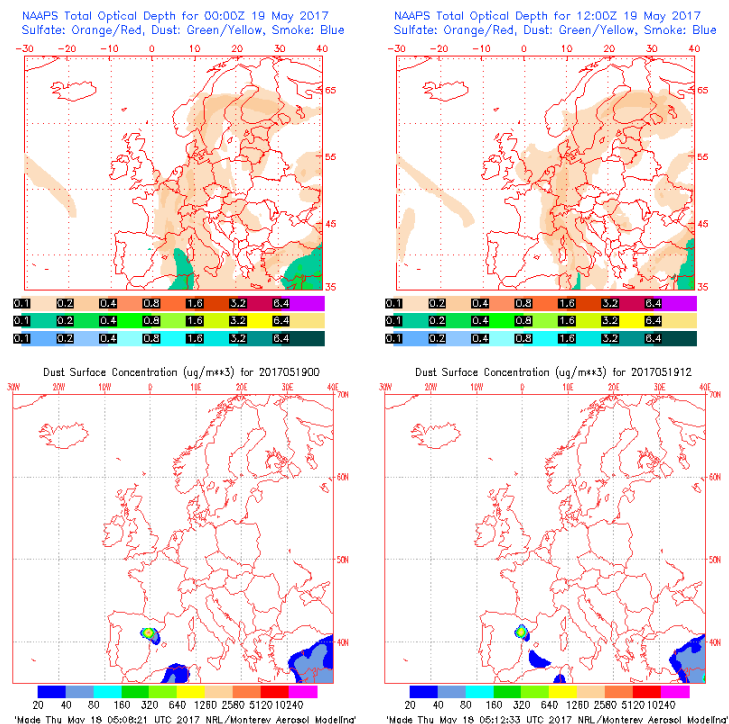 NAAPS Total Optical Depth for 00:00Z 19 May 2017
Sulfate: Orange/Red, Dust: Green/Yellow, Smoke: Blue
-30 -20 -10 0 10 20 30 40
65
55
45
35
0.1 0.2 0.4 0.8 1.6 3.2 6.4
0.1 0.2 0.4 0.8 1.6 3.2 6.4
0.1 0.2 0.4 0.8 1.6 3.2 6.4
NAAPS Total Optical Depth for 12:00Z 19 May 2017
Sulfate: Orange/Red, Dust: Green/Yellow, Smoke: Blue
-30 -20 -10 0 10 20 30 40
65
55
45
35
0.1 0.2 0.4 0.8 1.6 3.2 6.4
0.1 0.2 0.4 0.8 1.6 3.2 6.4
0.1 0.2 0.4 0.8 1.6 3.2 6.4
Dust Surface Concentration (ug/m**3) for 2017051900
30W 20W 10W 0 10E 20E 30E 40E
70N
60N
50N
40N
20 40 80 160 320 640 1280 2560 5120 10240
'Made Thu May 18 05:08:21 UTC 2017 NRL/Monterey Aerosol Modeling'
Dust Surface Concentration (ug/m**3) for 2017051912
30W 20W 10W 0 10E 20E 30E 40E
70N
60N
50N
40N
20 40 80 160 320 640 1280 2560 5120 10240
'Made Thu May 18 05:12:33 UTC 2017 NRL/Monterey Aerosol Modeling'